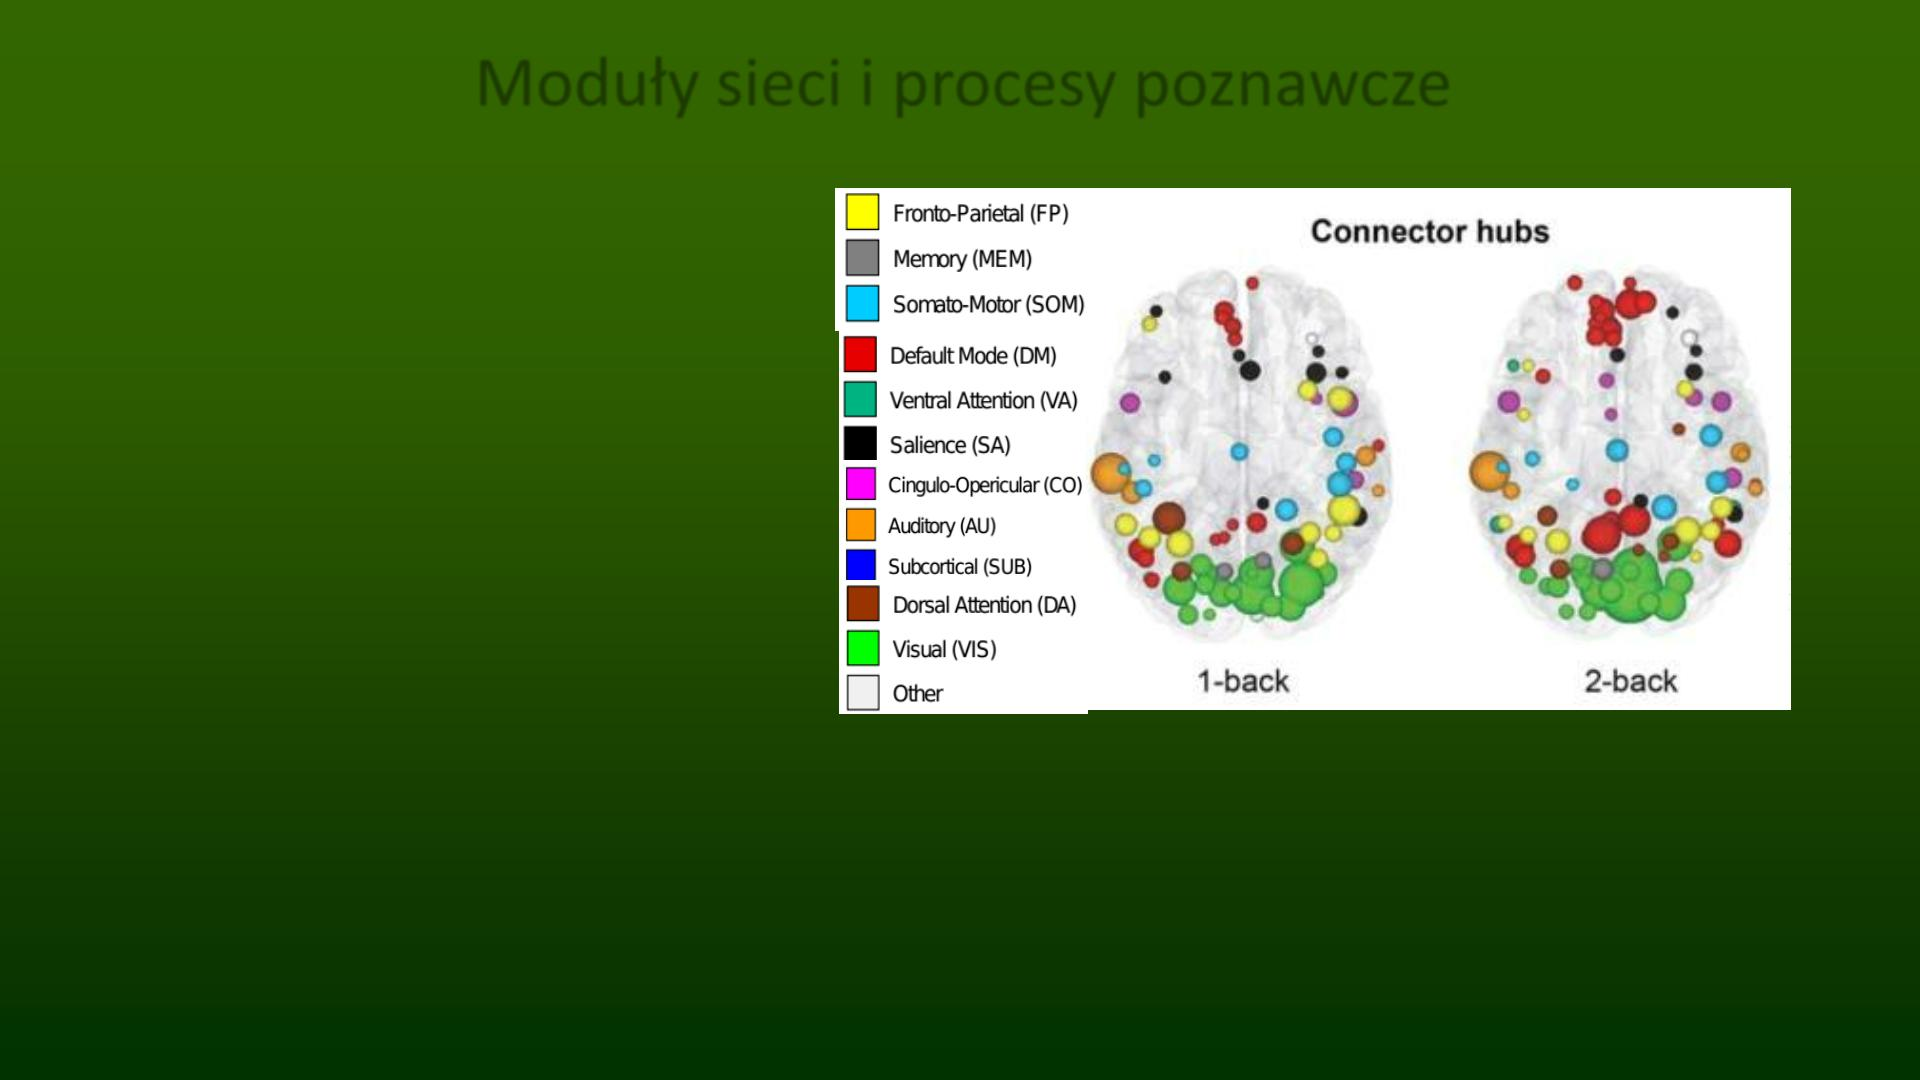 Moduły sieci i procesy poznawcze
Fronto-Parietal (FP)
Memory (MEM)
Somato-Motor (SOM)
Default Mode (DM)
Ventral Attention (VA)
Salience (SA)
Cingulo-Opericular (CO)
Auditory (AU)
Subcortical (SUB)
Dorsal Attention (DA)
Visual (VIS)
Other
Connector hubs
1-back
2-back